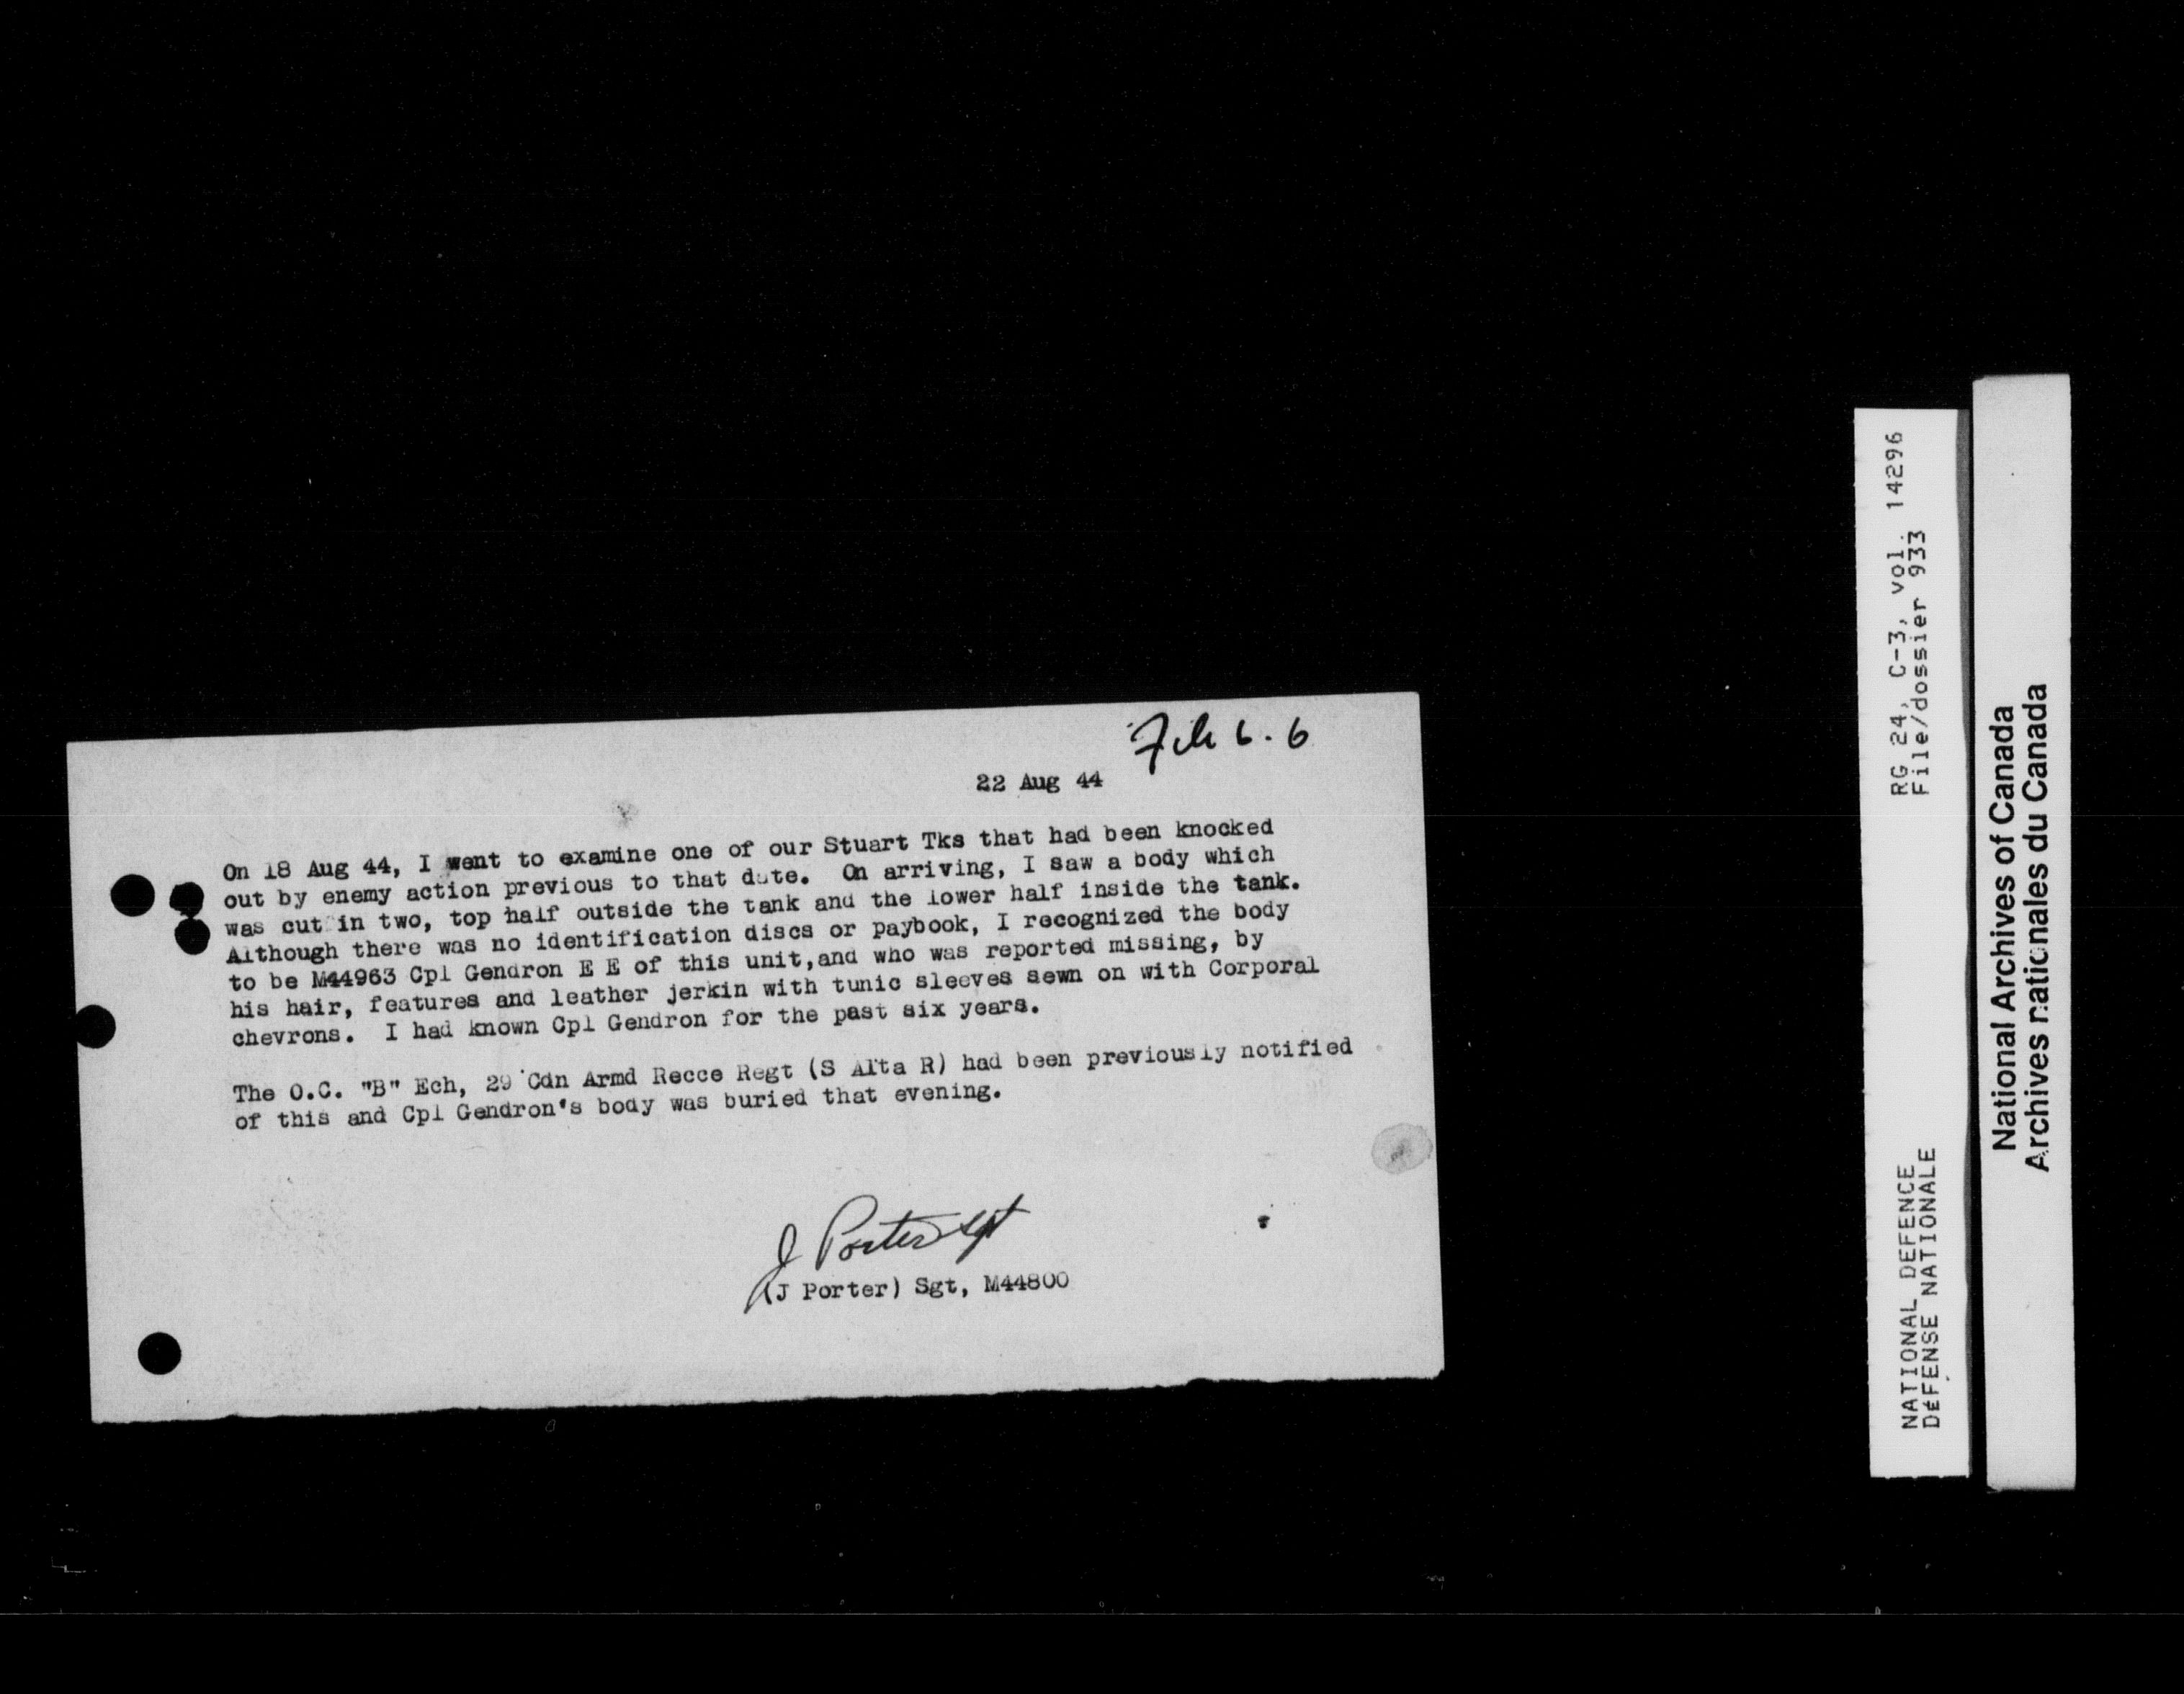 File 6.6
22 Aug 44
On 18 Aug 44, I went to examine one of our Stuart Tks that had been knocked
out by enemy action previous to that date. On arriving, I saw a body which
was cut in two, top half outside the tank and the lower half inside the tank.
Although there was no identification discs or paybook, I recognized the body
to be M44963 Cpl Gendron E E of this unit,and who was reported missing, by
his hair, features and leather jerkin with tunic sleeves sewn on with Corporal
chevrons. I had known Cpl Gendron for the past six years.
The O.C. "B" Ech, 29 Cdn Armd Recce Regt (S Alta R) had been previously notified
of this and Cpl Gendron's body was buried that evening.
J Porter Sgt
(J Porter) Sgt, M44800
NATIONAL DEFENCE RG 24, C-3, vol. 14296
DÉFENSE NATIONALE File/dossier 933
National Archives of Canada
Archives nationales du Canada